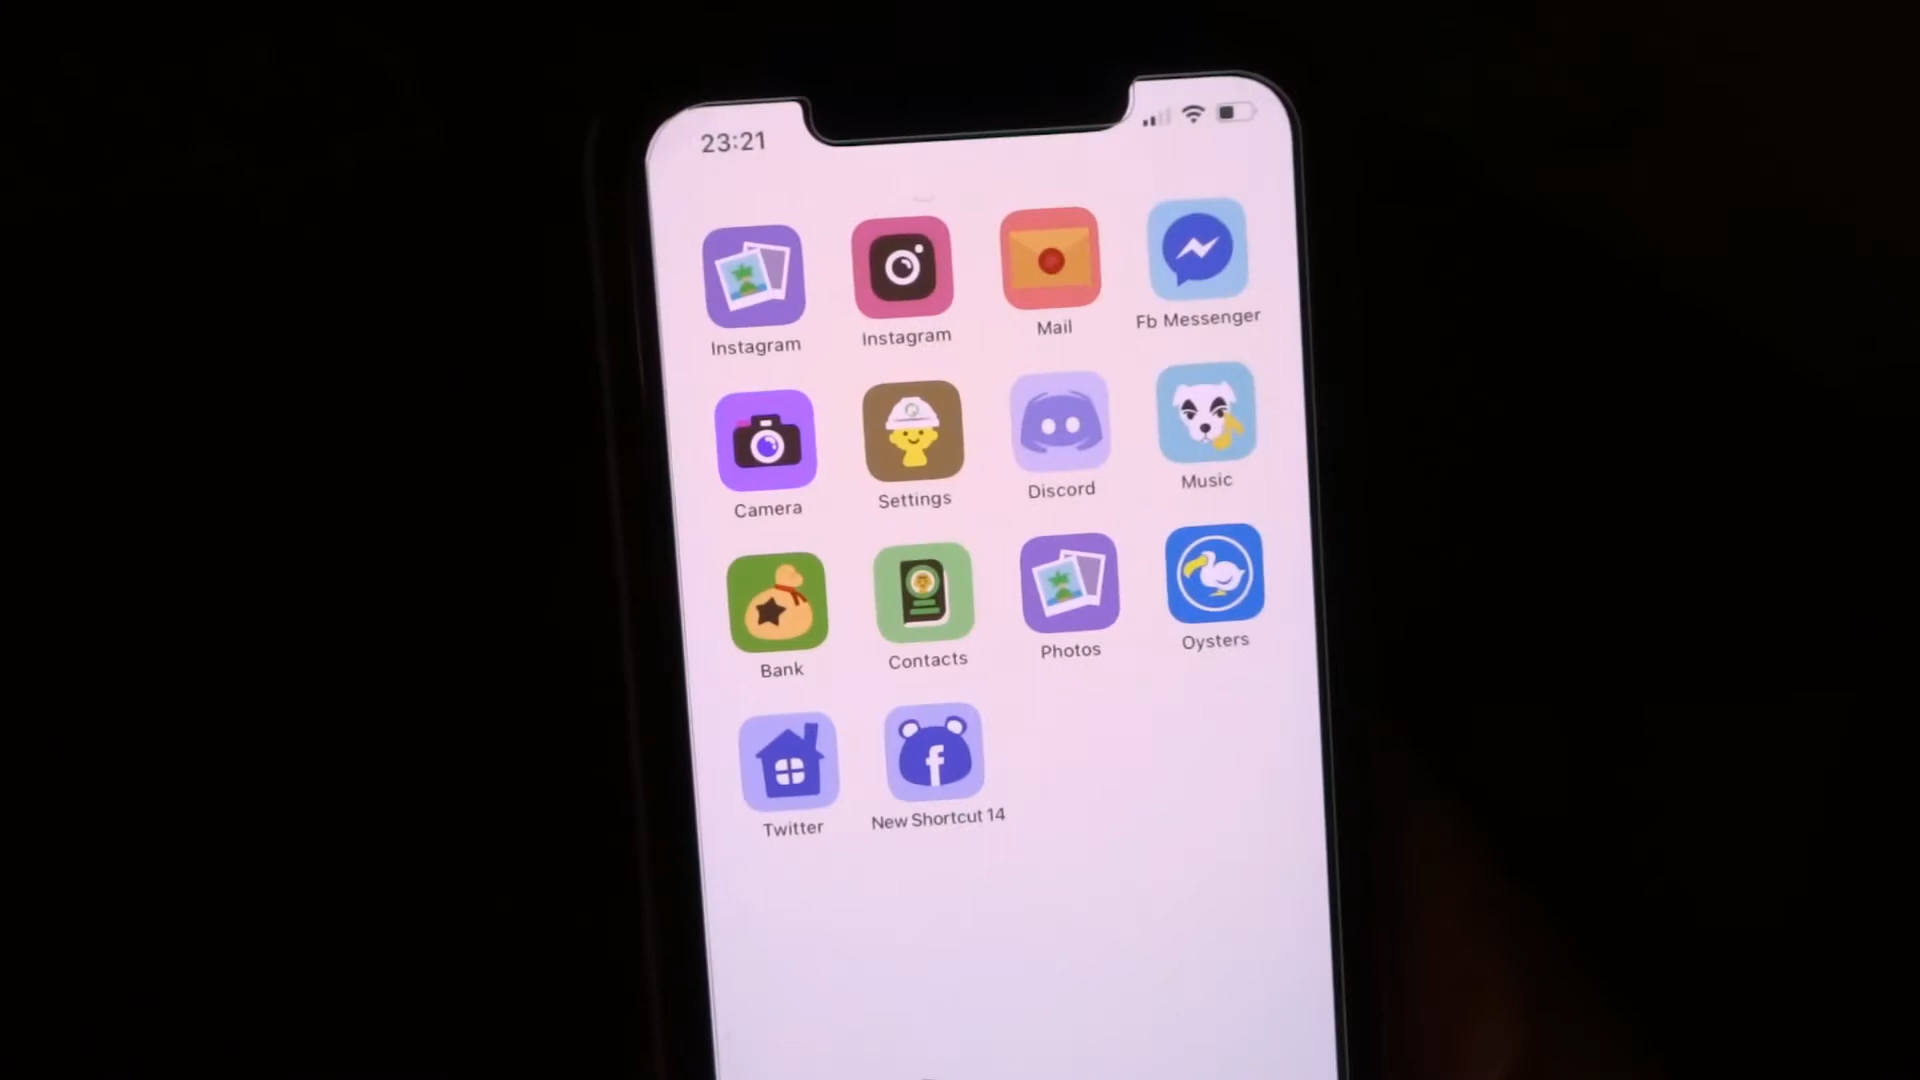 23:21
Instagram
Instagram
Mail
Fb Messenger
Camera
Settings
Discord
Music
Bank
Contacts
Photos
Oysters
f
Twitter
New Shortcut 14